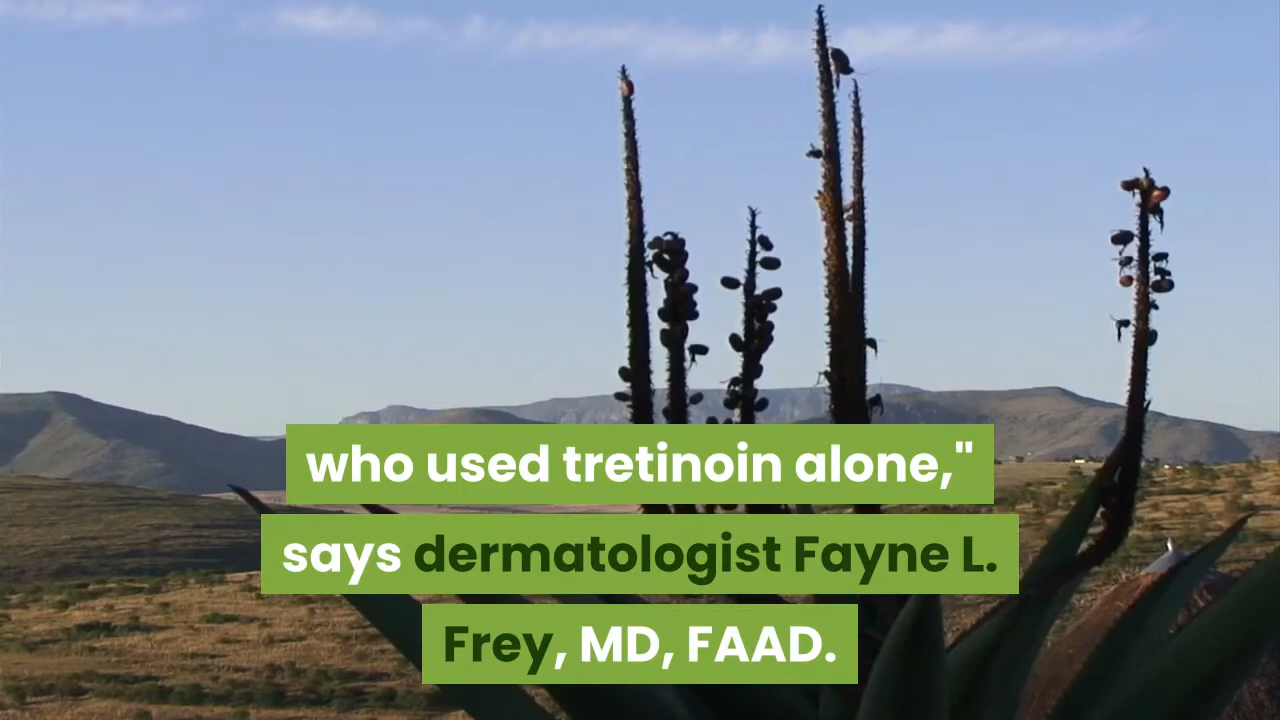 who used tretinoin alone,"
says dermatologist Fayne L.
Frey, MD, FAAD.